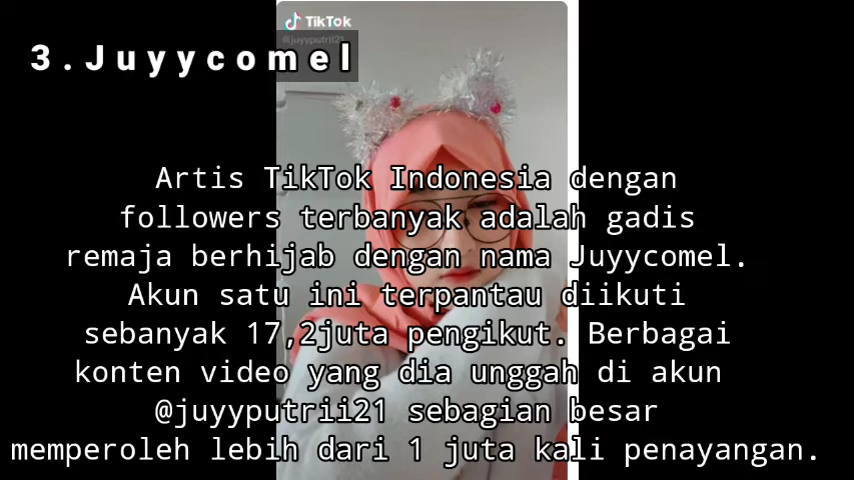 TikTok
@juyyputrii21
3.Juyycomel
Artis TikTok Indonesia dengan
followers terbanyak adalah gadis
remaja berhijab dengan nama Juyycomel.
Akun satu ini terpantau diikuti
sebanyak 17,2juta pengikut. Berbagai
konten video yang dia unggah di akun
@juyyputrii21 sebagian besar
memperoleh lebih dari 1 juta kali penayangan.